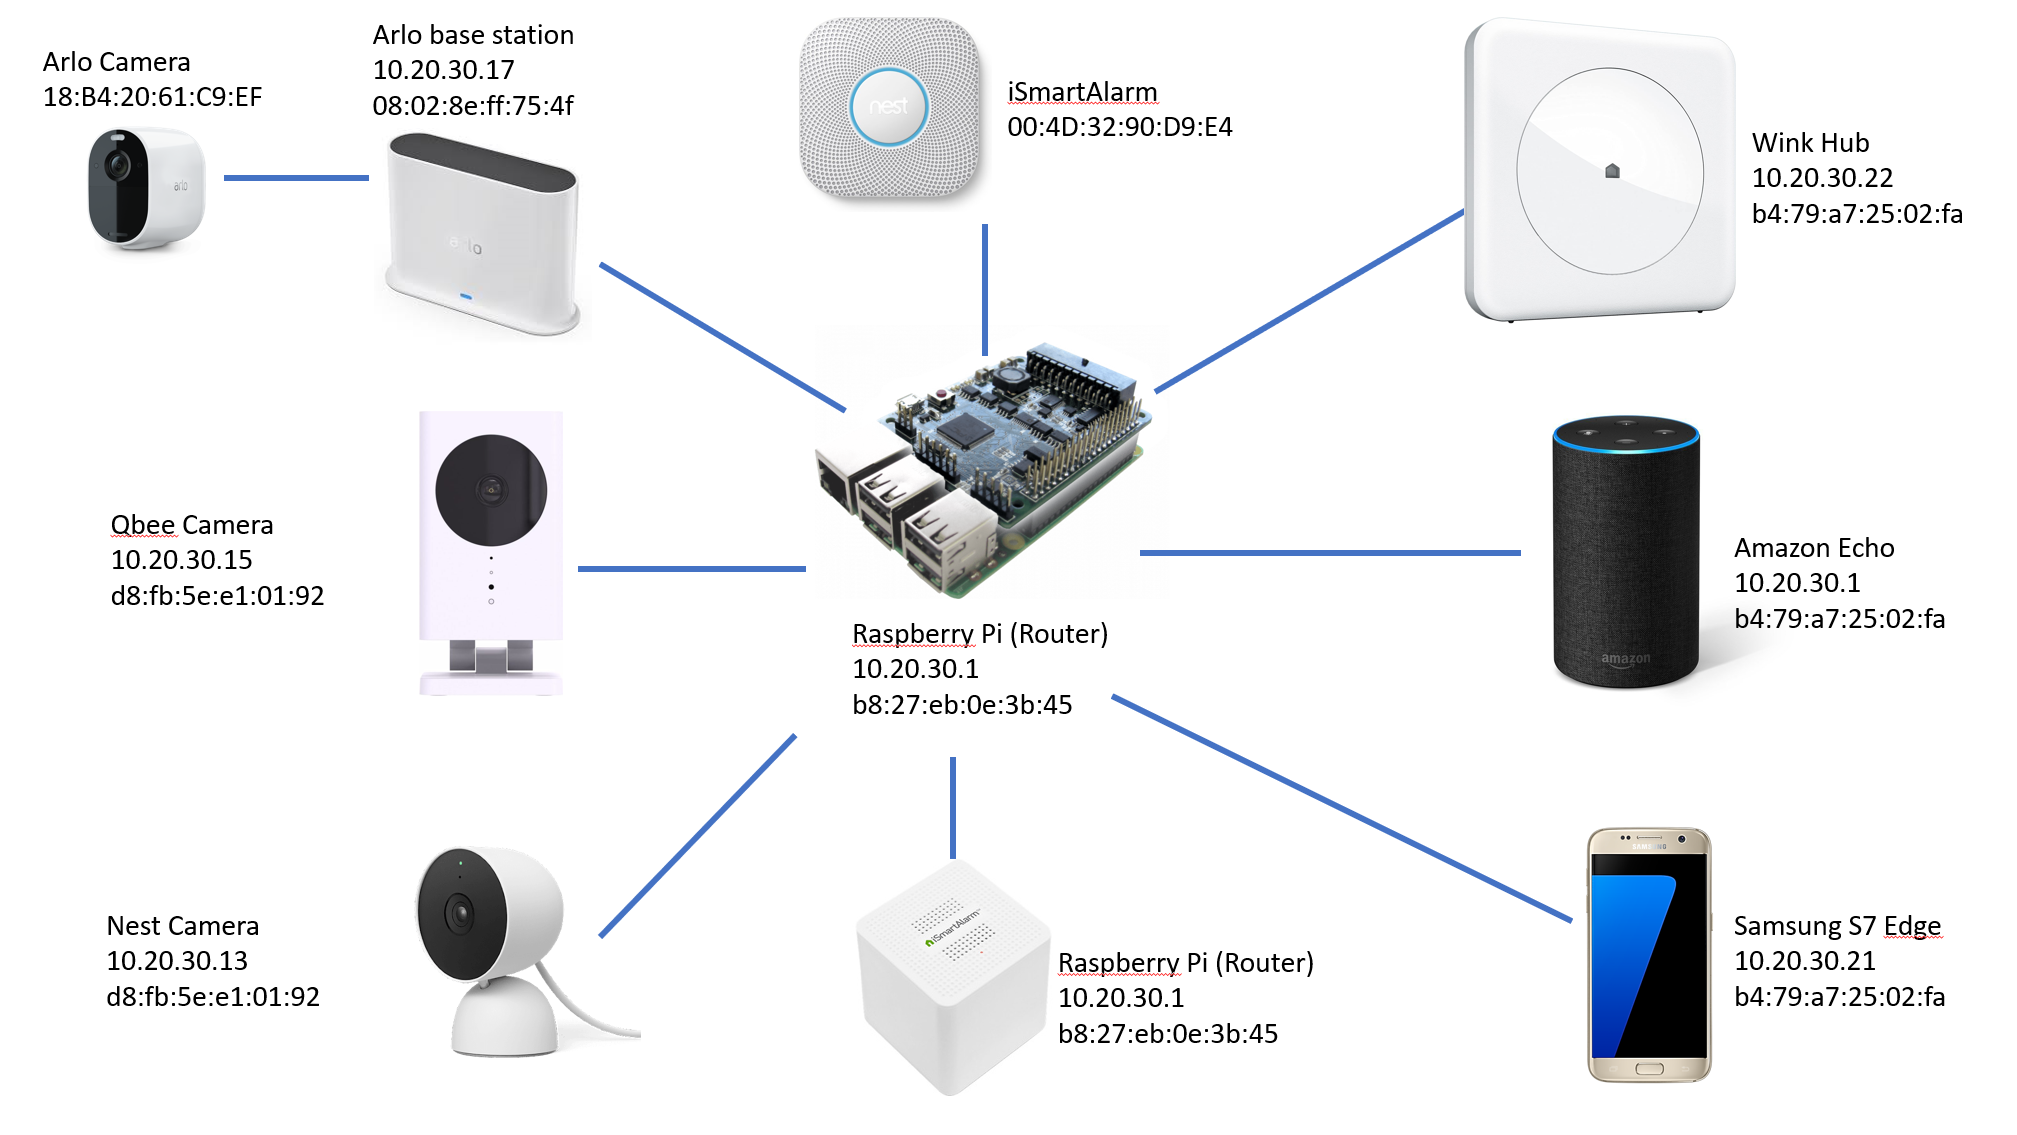 Arlo Camera
18:B4:20:61:C9:EF
Arlo base station
10.20.30.17
08:02:8e:ff:75:4f
nest
iSmartAlarm
00:4D:32:90:D9:E4
Wink Hub
10.20.30.22
b4:79:a7:25:02:fa
arlo
arlo
Qbee Camera
10.20.30.15
d8:fb:5e:e1:01:92
Raspberry Pi (Router)
10.20.30.1
b8:27:eb:0e:3b:45
Amazon Echo
10.20.30.1
b4:79:a7:25:02:fa
amazon
Nest Camera
10.20.30.13
d8:fb:5e:e1:01:92
iSmartAlarm
Raspberry Pi (Router)
10.20.30.1
b8:27:eb:0e:3b:45
SAMSUNG
Samsung S7 Edge
10.20.30.21
b4:79:a7:25:02:fa